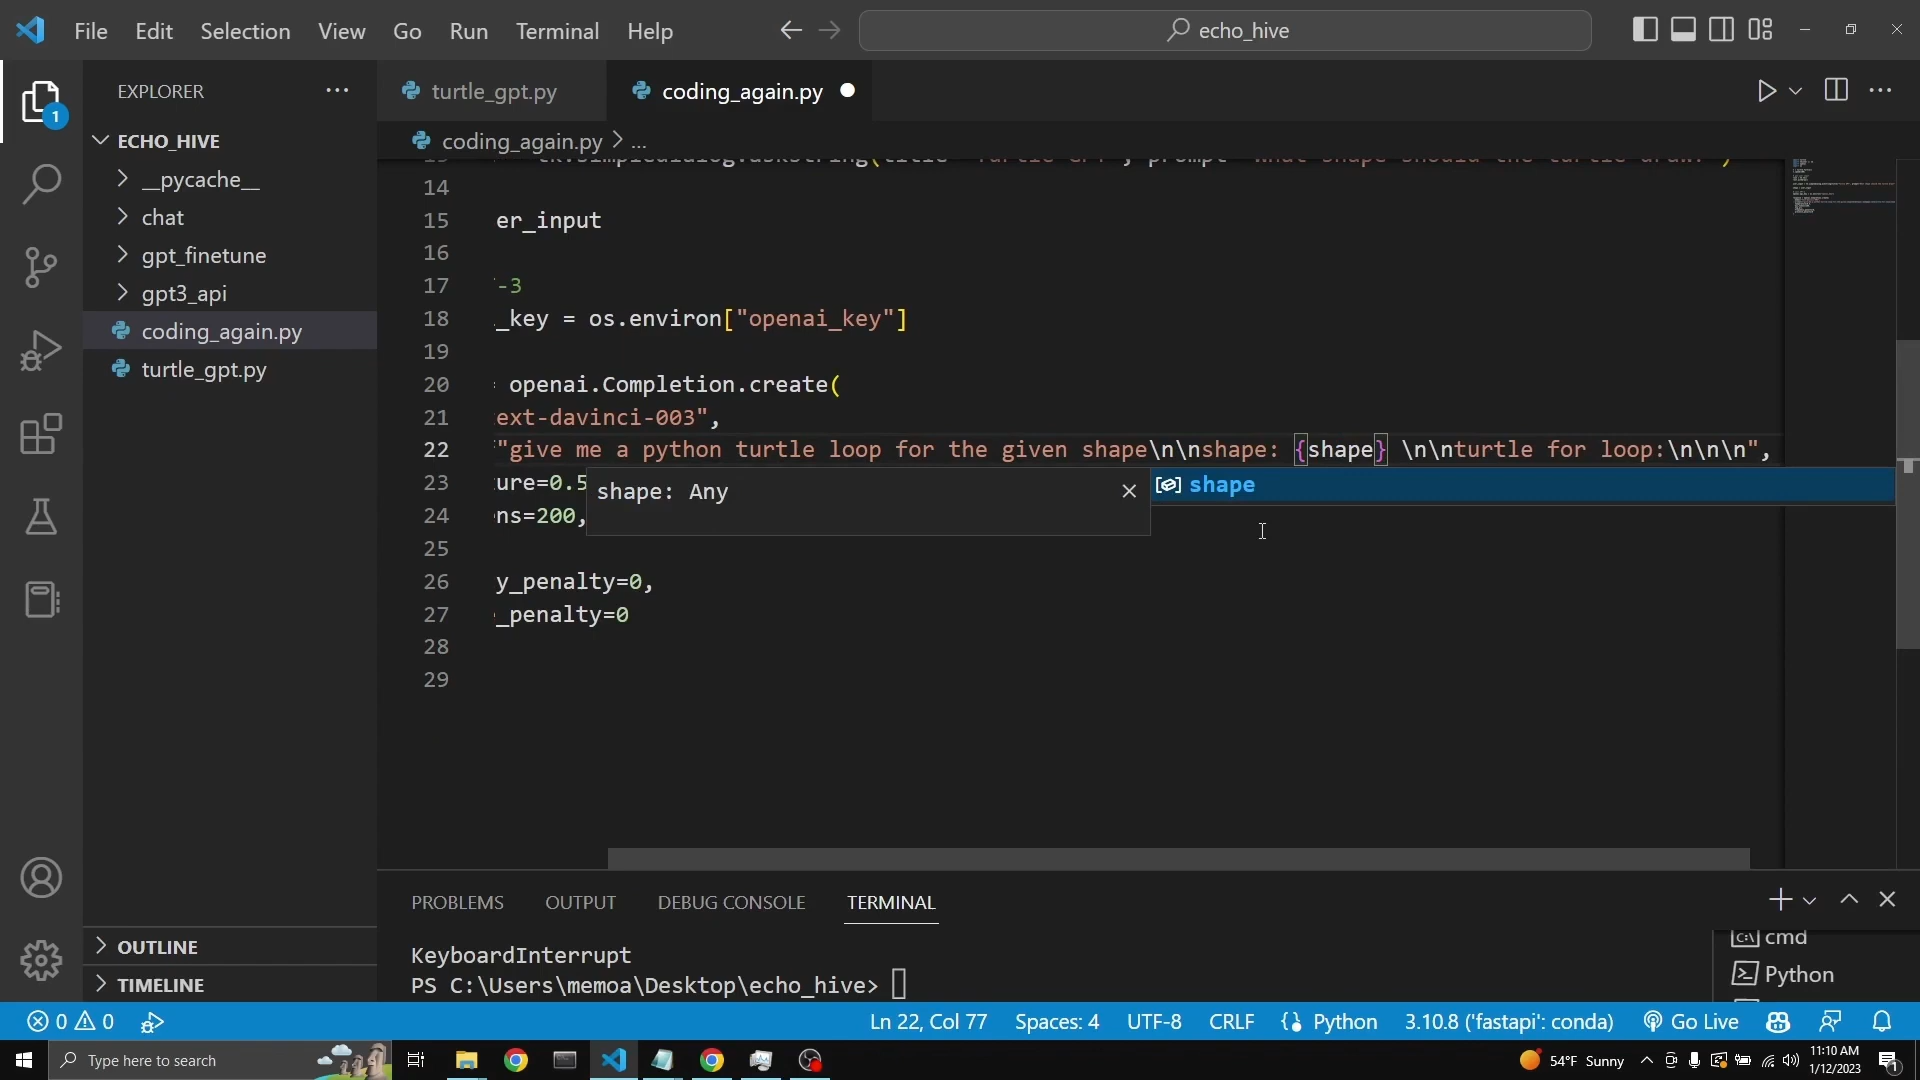 File Edit Selection View Go Run Terminal Help
echo_hive
EXPLORER
turtle_gpt.py
coding_again.py
ECHO_HIVE
coding_again.py > ...
__pycache__
chat
gpt_finetune
gpt3_api
coding_again.py
turtle_gpt.py
14
15 er_input
16
17 -3
18 _key = os.environ["openai_key"]
19
20 openai.Completion.create(
21 ext-davinci-003",
22 "give me a python turtle loop for the given shape\n\nshape: {shape} \n\nturtle for loop:\n\n\n",
23 ure=0.5
24 ns=200,
shape: Any
shape
25
26 y_penalty=0,
27 _penalty=0
28
29
PROBLEMS OUTPUT DEBUG CONSOLE TERMINAL
KeyboardInterrupt
PS C:\Users\memoa\Desktop\echo_hive>
cmd
Python
OUTLINE
TIMELINE
0 0
Ln 22, Col 77 Spaces: 4 UTF-8 CRLF Python 3.10.8 ('fastapi': conda) Go Live
Type here to search
54°F Sunny
11:10 AM
1/12/2023
1
1